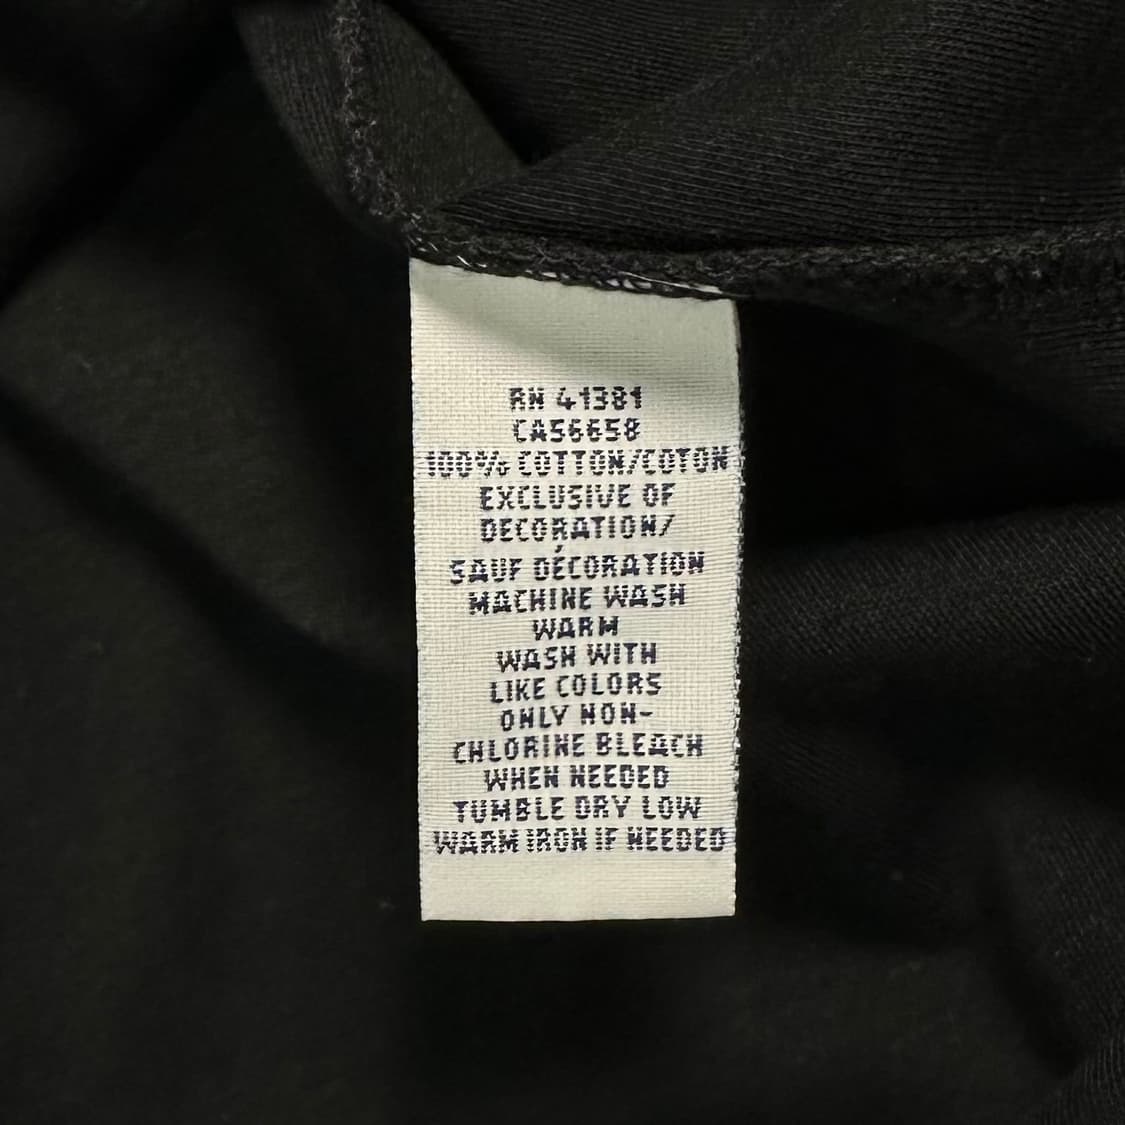 RN 41381
CA56658
100% COTTON/COTON
EXCLUSIVE OF
DECORATION/
SAUF DÉCORATION
MACHINE WASH
WARM
WASH WITH
LIKE COLORS
ONLY NON-
CHLORINE BLEACH
WHEN NEEDED
TUMBLE DRY LOW
WARM IRON IF NEEDED